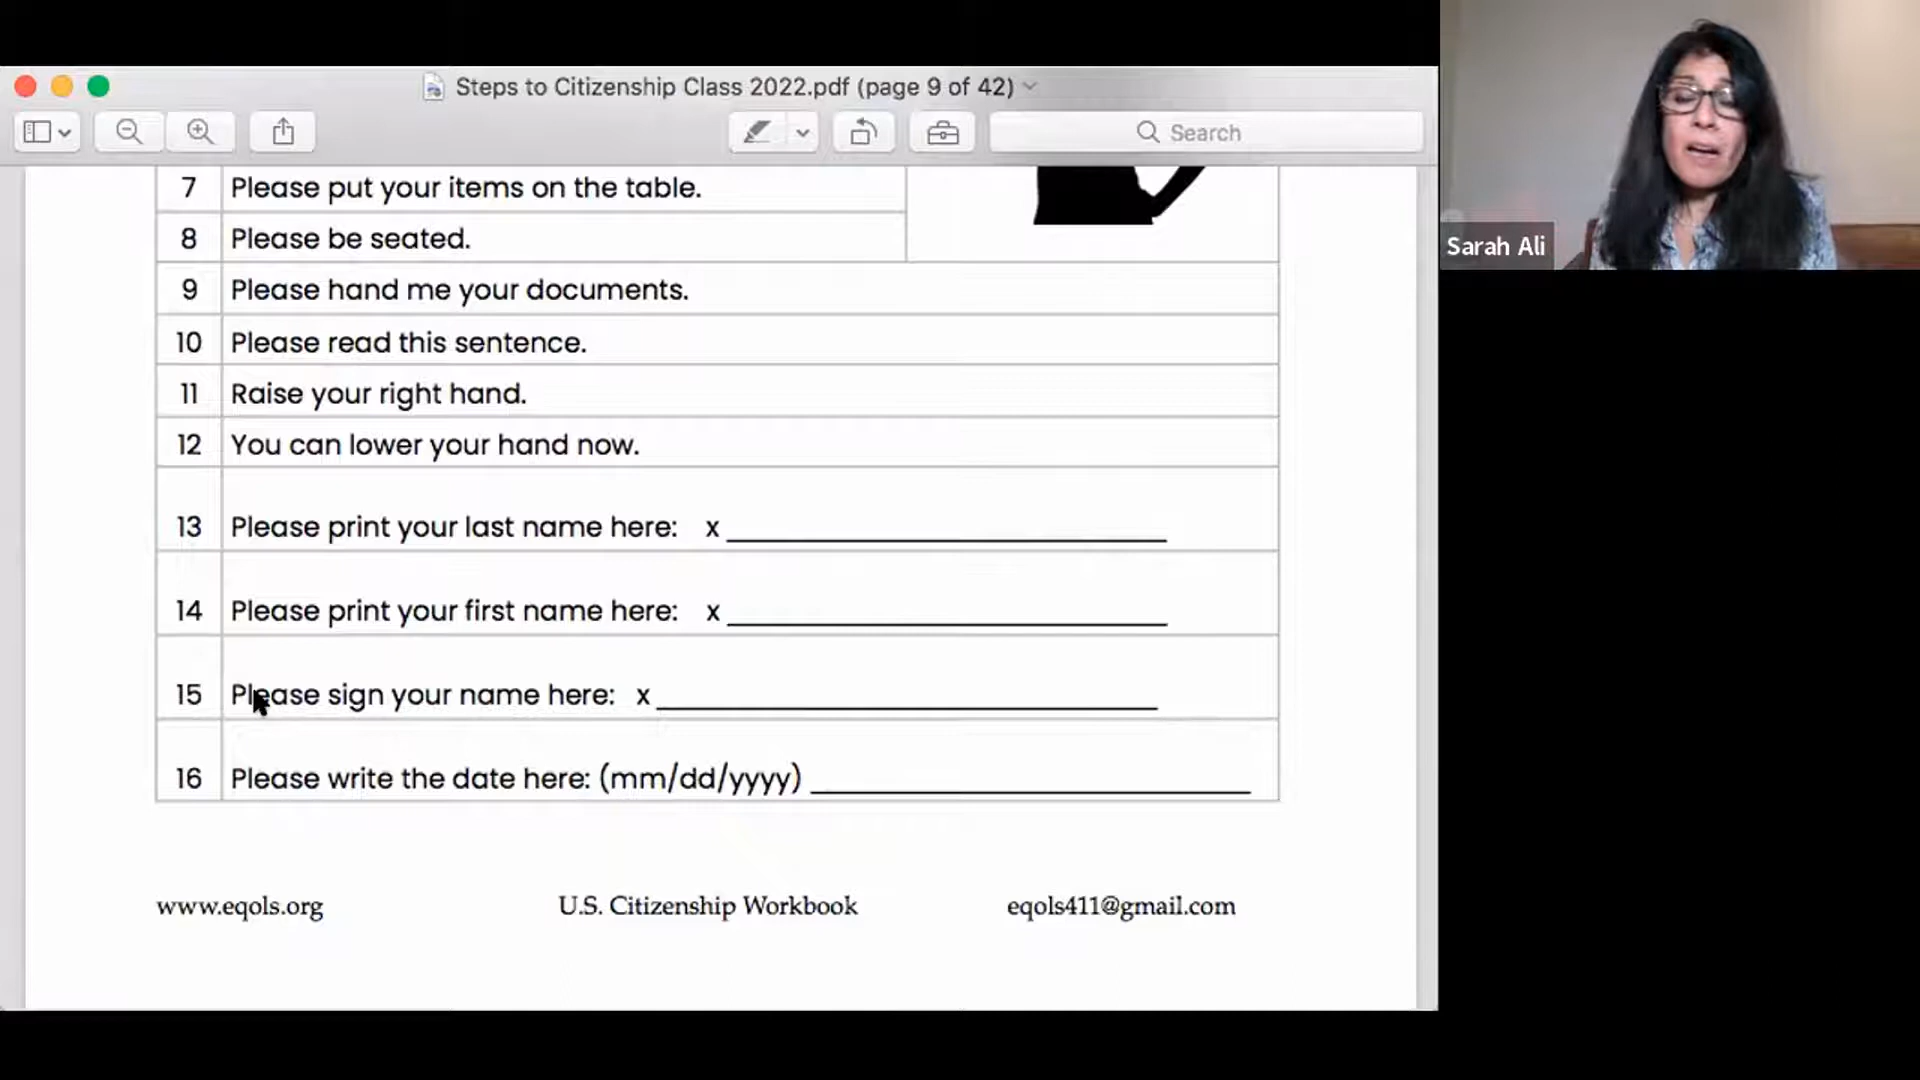 Steps to Citizenship Class 2022.pdf (page 9 of 42)
Search
Sarah Ali
7 Please put your items on the table.
8 Please be seated.
9 Please hand me your documents.
10 Please read this sentence.
11 Raise your right hand.
12 You can lower your hand now.
13 Please print your last name here: x ____________________
14 Please print your first name here: x ____________________
15 Please sign your name here: x ____________________
16 Please write the date here: (mm/dd/yyyy) ____________________
www.eqols.org U.S. Citizenship Workbook eqols411@gmail.com